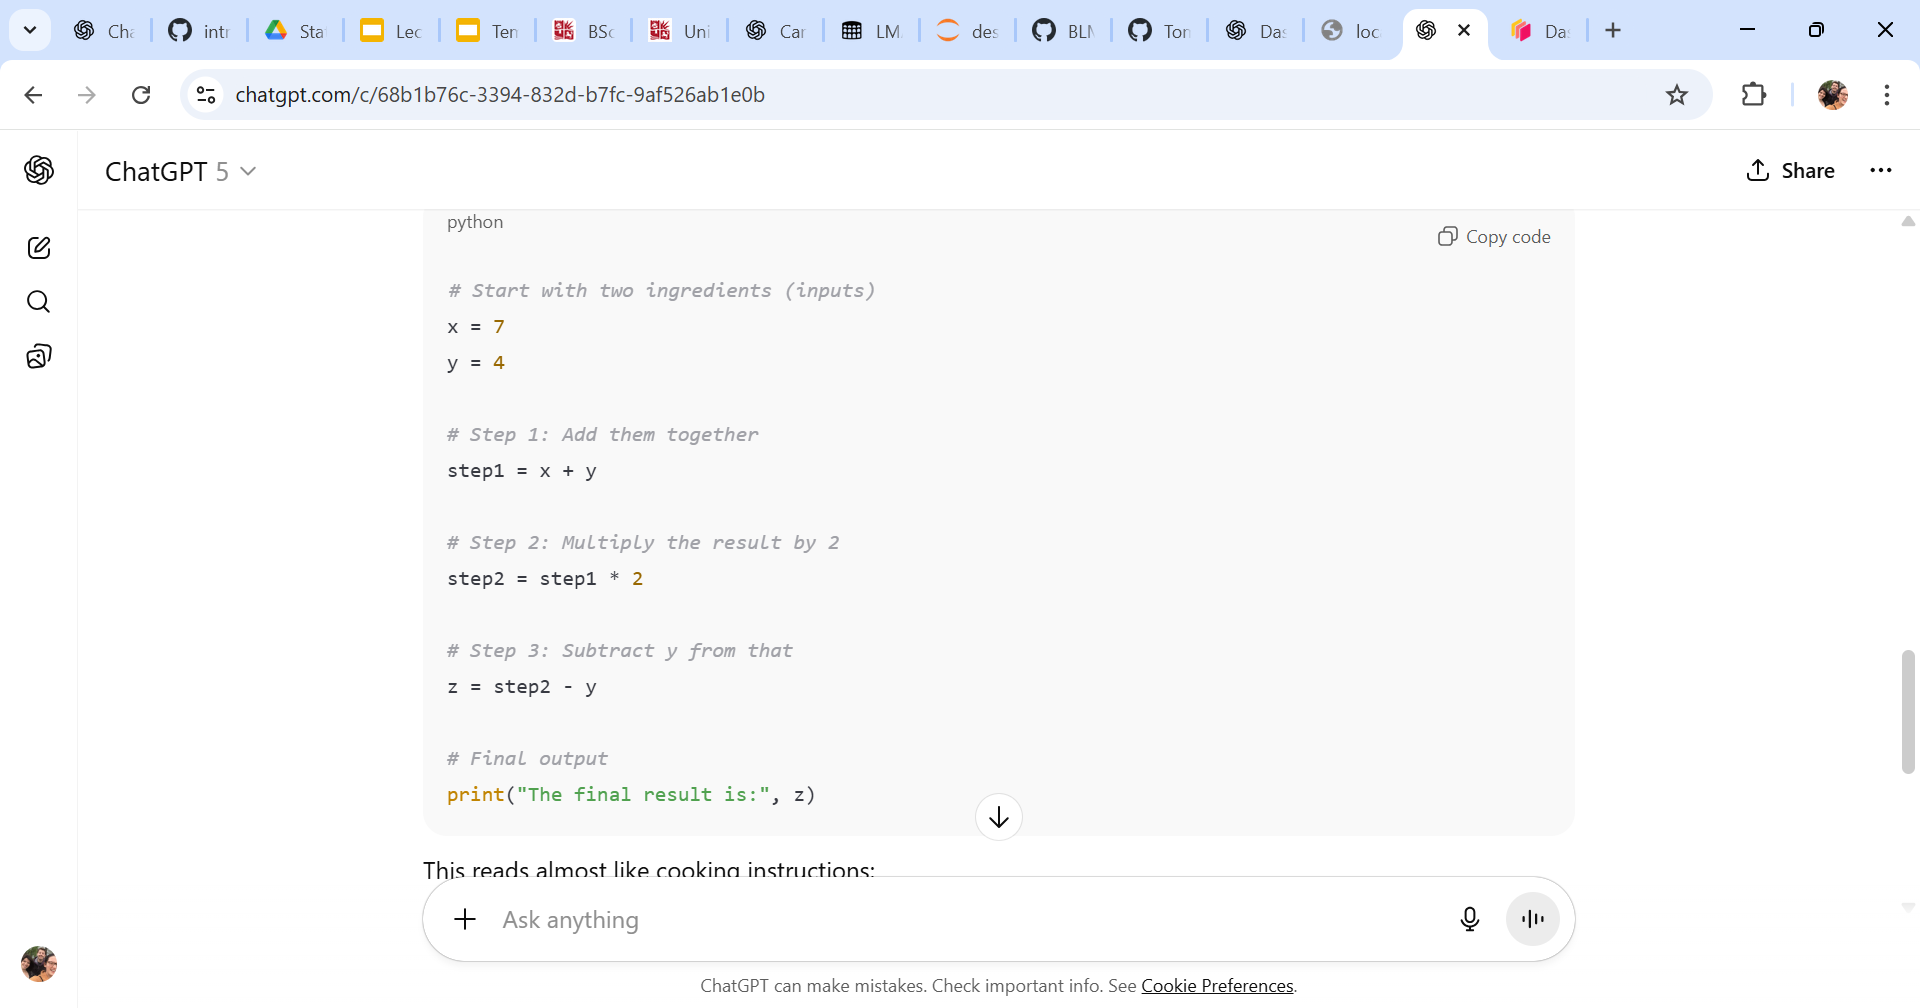 Cha
intr
Sta
Lec
Ten
BSc
Uni
Car
LM
des
BLM
Ton
Das
loc
Das
chatgpt.com/c/68b1b76c-3394-832d-b7fc-9af526ab1e0b
ChatGPT 5
Share
python
Copy code
# Start with two ingredients (inputs)
x = 7
y = 4
# Step 1: Add them together
step1 = x + y
# Step 2: Multiply the result by 2
step2 = step1 * 2
# Step 3: Subtract y from that
z = step2 - y
# Final output
print("The final result is:", z)
This reads almost like cooking instructions:
Ask anything
ChatGPT can make mistakes. Check important info. See Cookie Preferences.